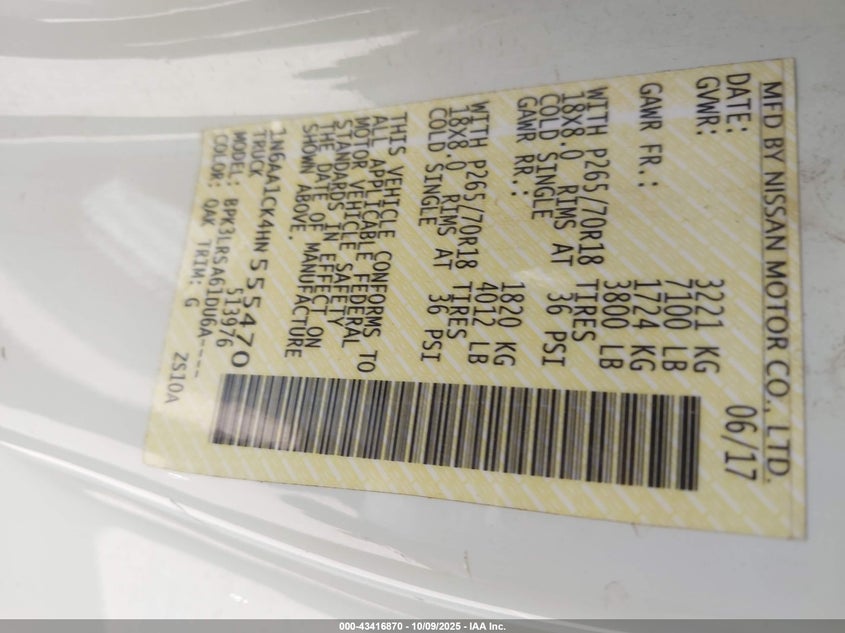 MFD BY NISSAN MOTOR CO., LTD.
DATE: 06/17
GVWR: 3221 KG
7100 LB
GAWR FR.: 1724 KG
3800 LB
WITH P265/70R18 TIRES
18X8.0 RIMS AT 36 PSI
COLD SINGLE
GAWR RR.: 1820 KG
4012 LB
WITH P265/70R18 TIRES
18X8.0 RIMS AT 36 PSI
COLD SINGLE
THIS VEHICLE CONFORMS TO
ALL APPLICABLE FEDERAL
MOTOR VEHICLE SAFETY
STANDARDS IN EFFECT ON
THE DATE OF MANUFACTURE
SHOWN ABOVE.
1N6AA1CK4HN555470
TRUCK 513976
MODEL: BPK3LRSA61DU6A----
COLOR: QAK TRIM: G
2S10A
000-43416870 - 10/09/2025 - IAA Inc.